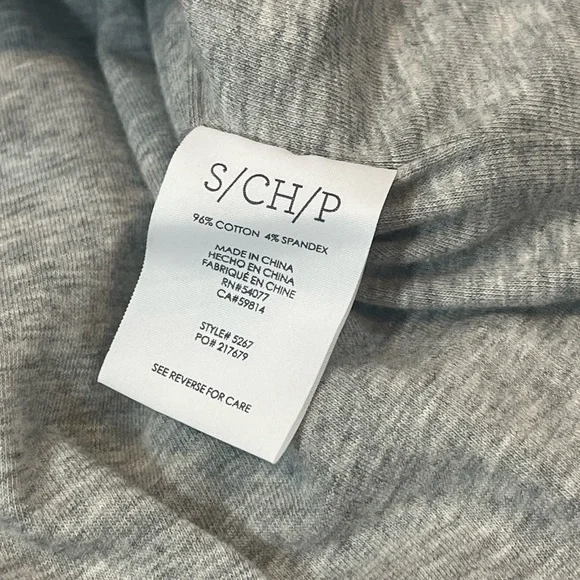 S/CH/P
96% COTTON 4% SPANDEX
MADE IN CHINA
HECHO EN CHINA
FABRIQUÉ EN CHINE
RN#54077
CA#59814
STYLE# 5267
PO# 217679
SEE REVERSE FOR CARE